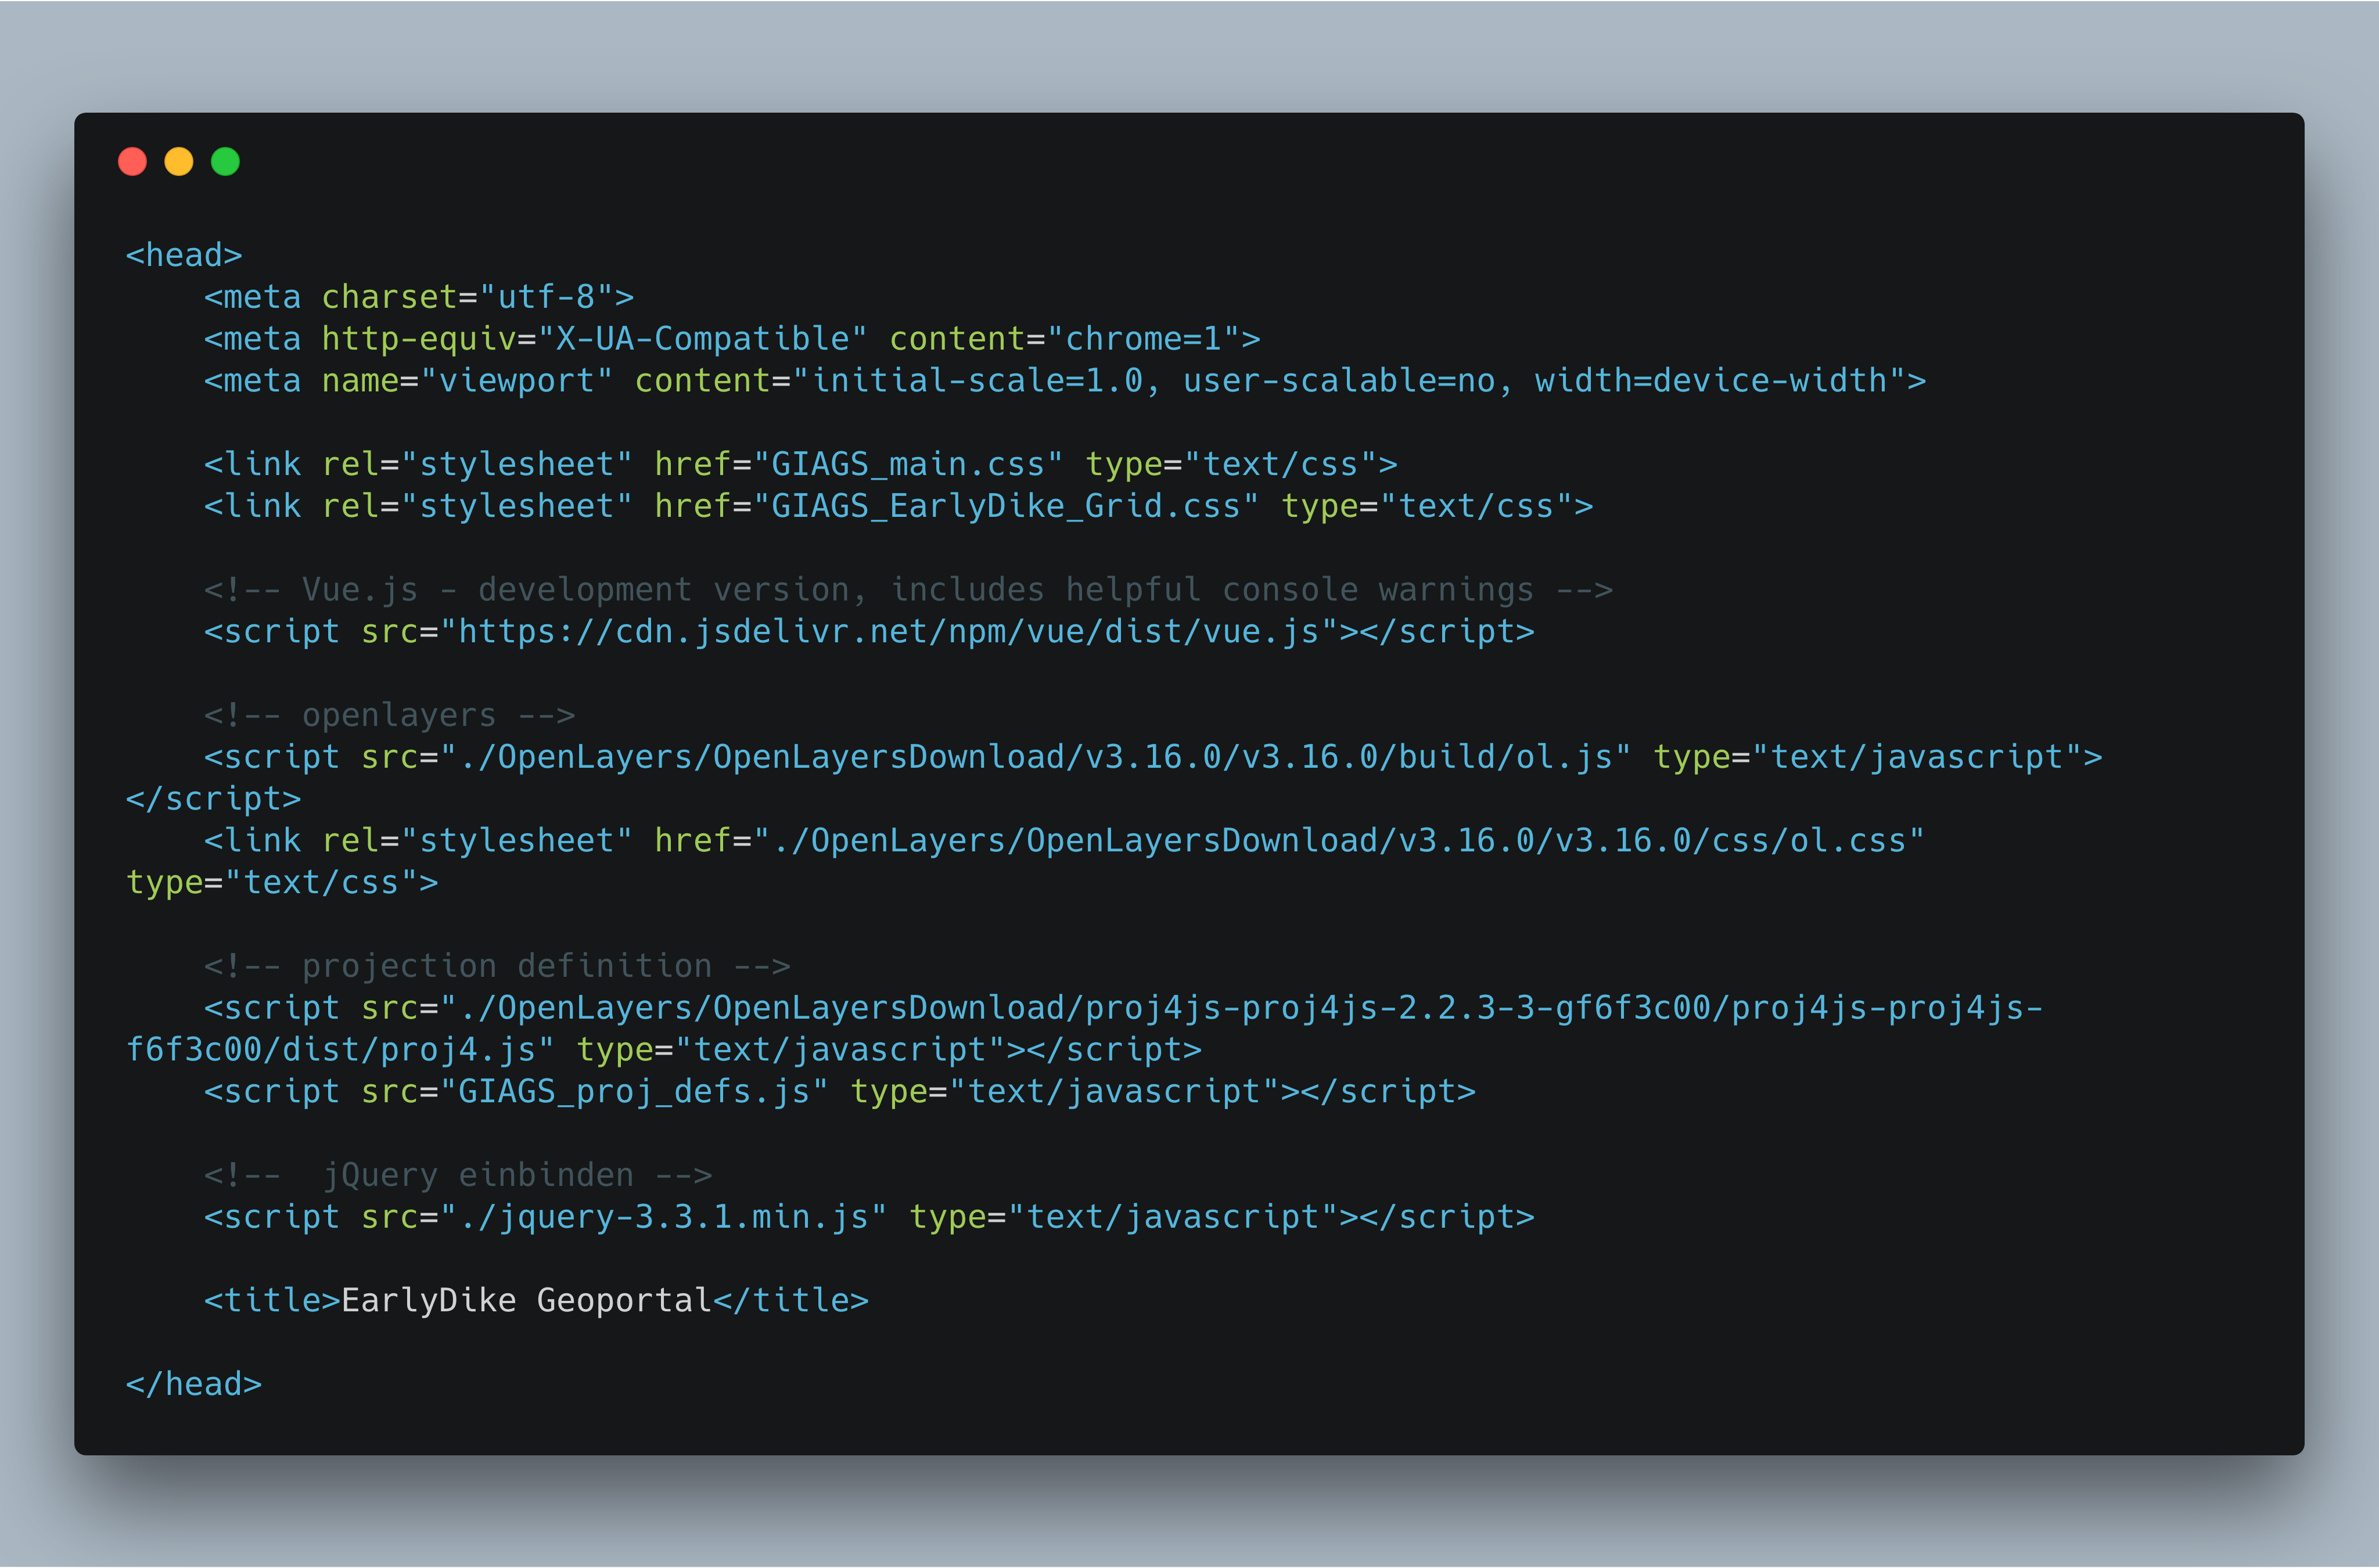 <head>
    <meta charset="utf-8">
    <meta http-equiv="X-UA-Compatible" content="chrome=1">
    <meta name="viewport" content="initial-scale=1.0, user-scalable=no, width=device-width">

    <link rel="stylesheet" href="GIAGS_main.css" type="text/css">
    <link rel="stylesheet" href="GIAGS_EarlyDike_Grid.css" type="text/css">

    <!-- Vue.js - development version, includes helpful console warnings -->
    <script src="https://cdn.jsdelivr.net/npm/vue/dist/vue.js"></script>

    <!-- openlayers -->
    <script src="./OpenLayers/OpenLayersDownload/v3.16.0/v3.16.0/build/ol.js" type="text/javascript">
</script>
    <link rel="stylesheet" href="./OpenLayers/OpenLayersDownload/v3.16.0/v3.16.0/css/ol.css"
type="text/css">

    <!-- projection definition -->
    <script src="./OpenLayers/OpenLayersDownload/proj4js-proj4js-2.2.3-3-gf6f3c00/proj4js-proj4js-
f6f3c00/dist/proj4.js" type="text/javascript"></script>
    <script src="GIAGS_proj_defs.js" type="text/javascript"></script>

    <!--  jQuery einbinden -->
    <script src="./jquery-3.3.1.min.js" type="text/javascript"></script>

    <title>EarlyDike Geoportal</title>

</head>